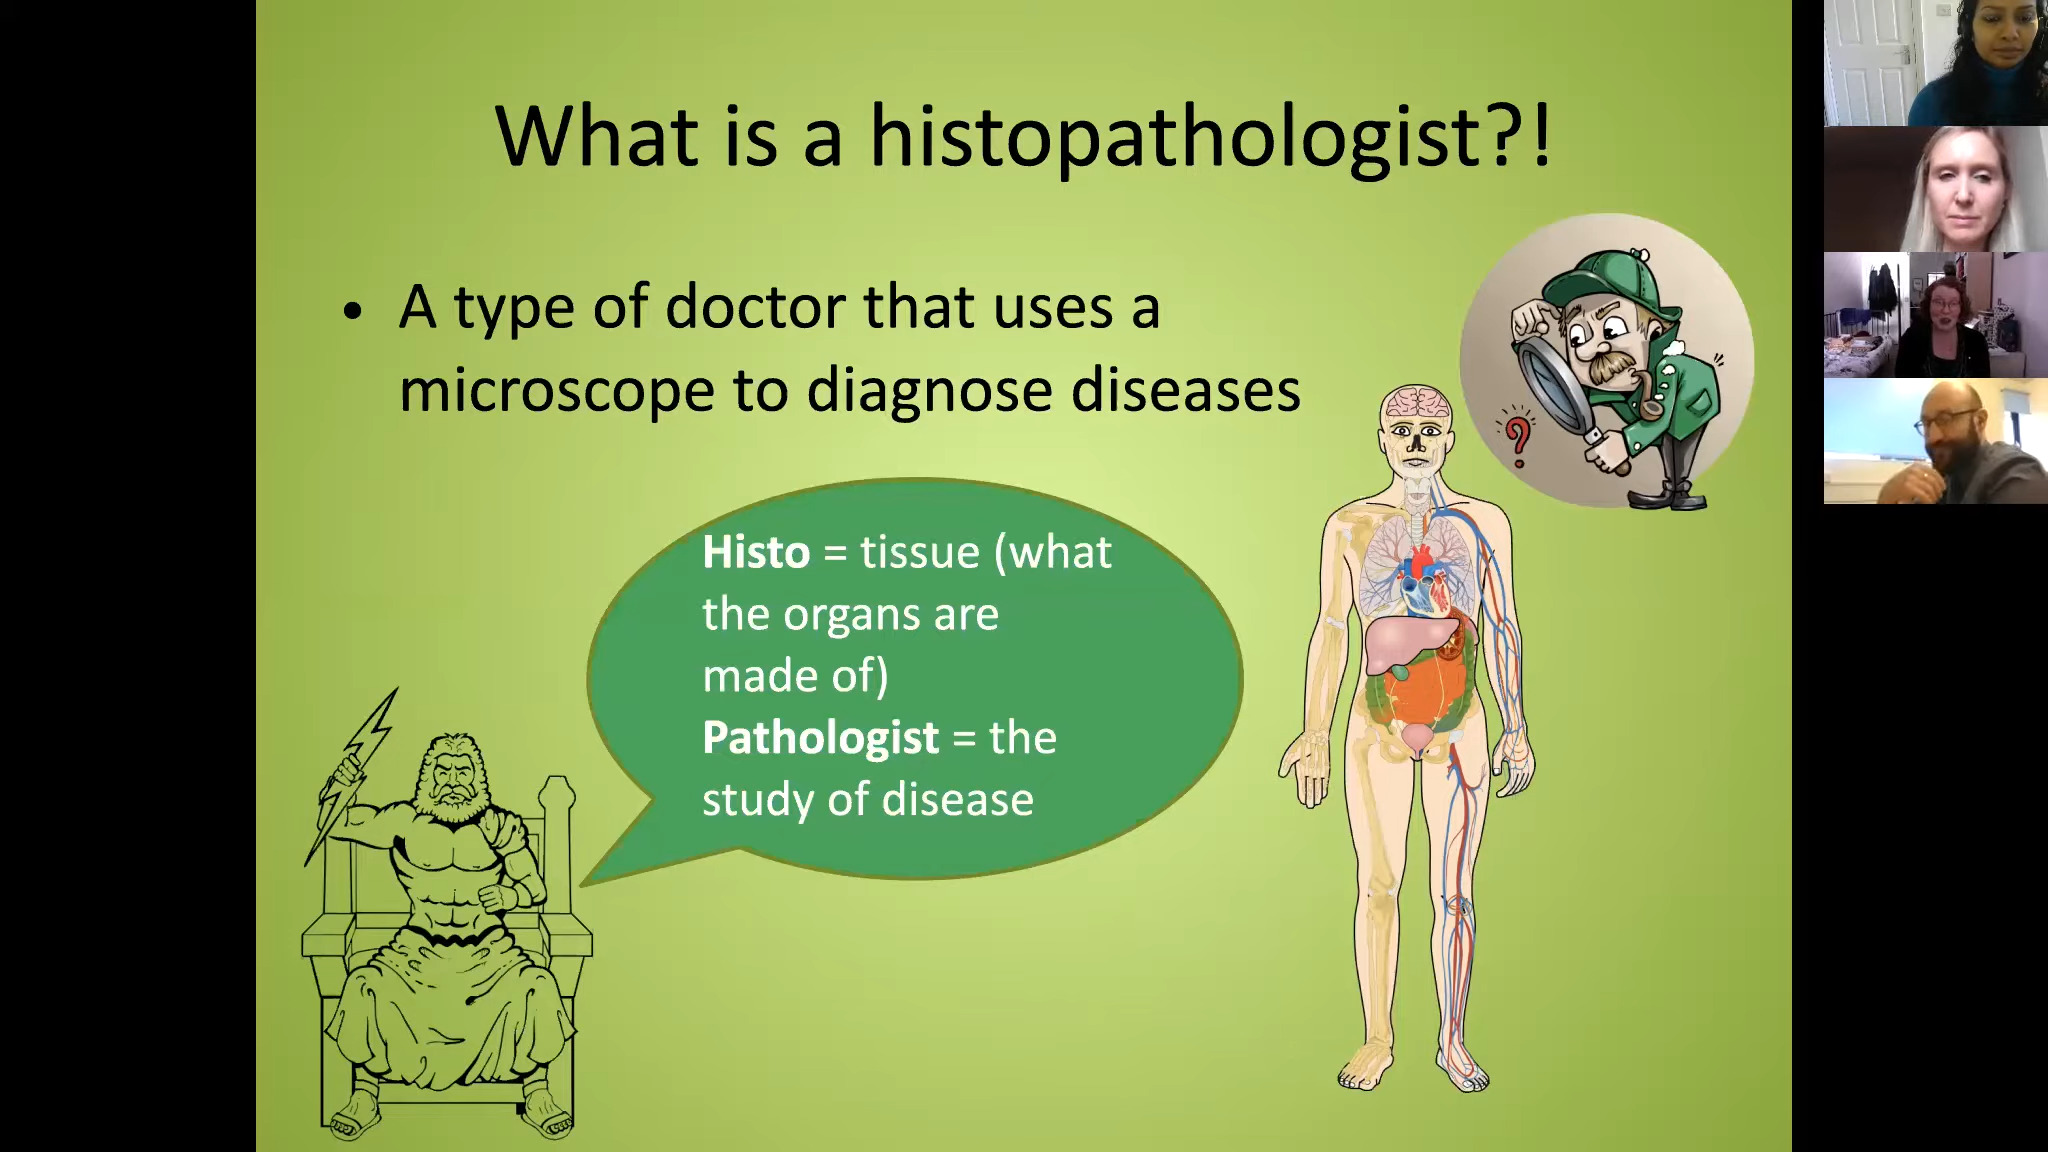 What is a histopathologist?!
• A type of doctor that uses a
microscope to diagnose diseases
Histo = tissue (what
the organs are
made of)
Pathologist = the
study of disease
?